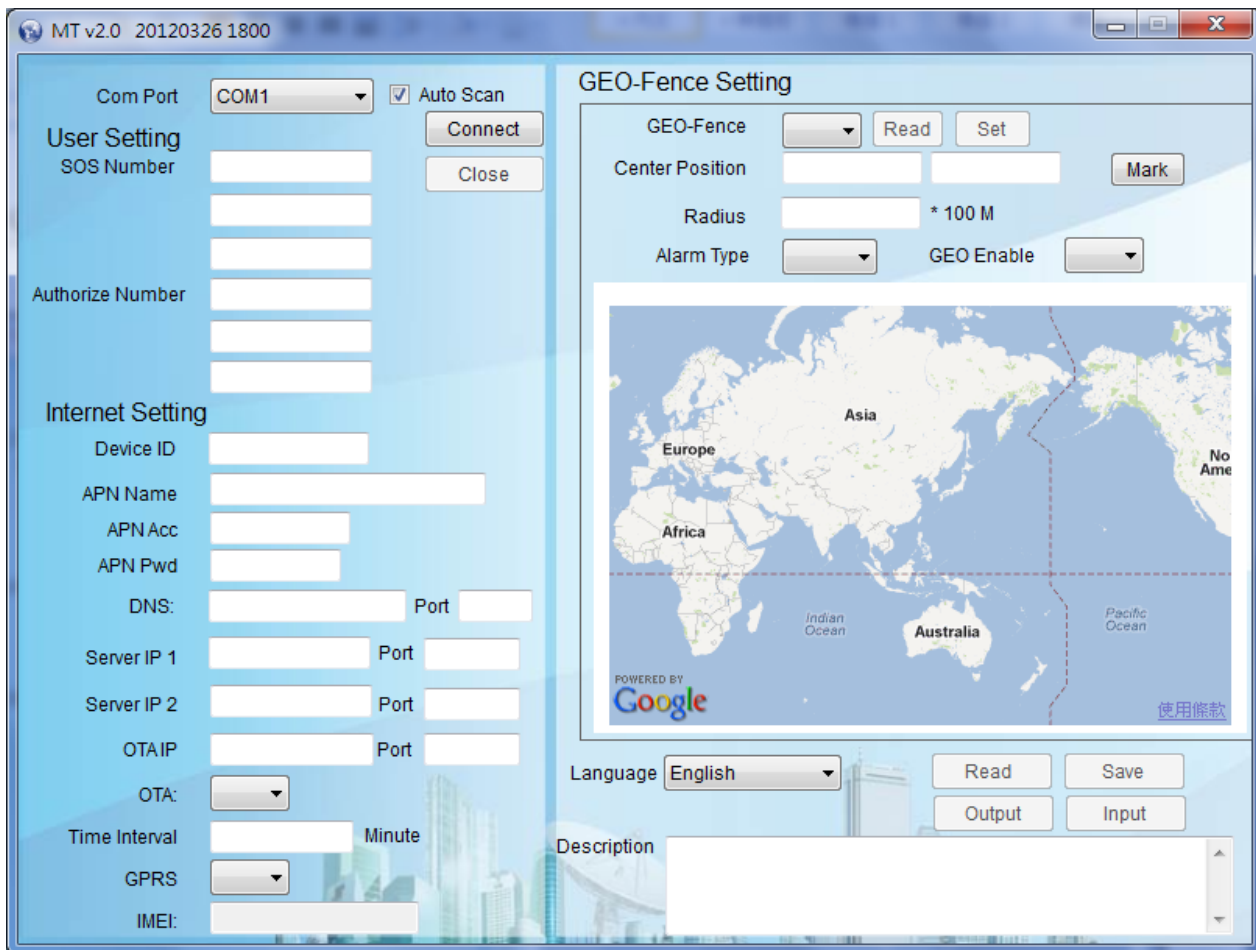 MT v2.0 20120326 1800
Com Port COM1 Auto Scan
Connect
User Setting
SOS Number
Close
Authorize Number
Internet Setting
Device ID
APN Name
APN Acc
APN Pwd
DNS: Port
Server IP 1 Port
Server IP 2 Port
OTA IP Port
OTA:
Time Interval Minute
GPRS
IMEI:
GEO-Fence Setting
GEO-Fence Read Set
Center Position Mark
Radius * 100 M
Alarm Type GEO Enable
Asia
Europe
No
Ame
Africa
Indian
Ocean
Australia
Pacific
Ocean
POWERED BY
Google
使用條款
Language English Read Save
Output Input
Description